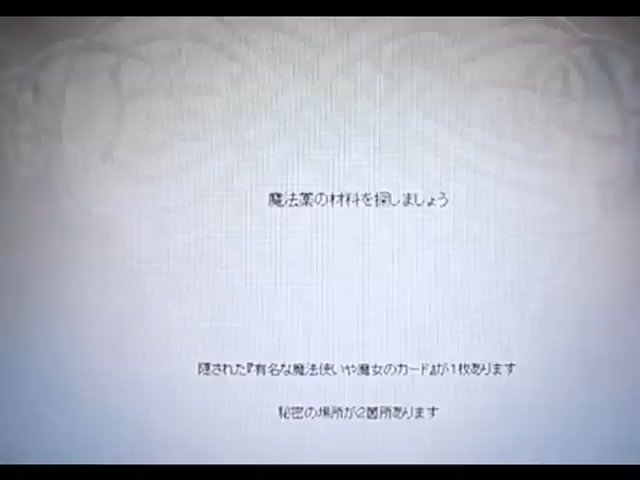 魔法薬の材料を探しましょう
隠された『有名な魔法使いや魔女のカード』が1枚あります
秘密の場所が2箇所あります